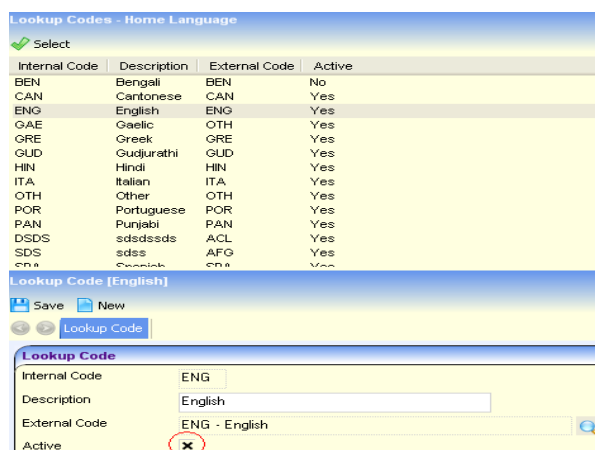 Lookup Codes - Home Language
Select
Internal Code Description External Code Active
BEN Bengali BEN No
CAN Cantonese CAN Yes
ENG English ENG Yes
GAE Gaelic OTH Yes
GRE Greek GRE Yes
GUD Gudjurathi GUD Yes
HIN Hindi HIN Yes
ITA Italian ITA Yes
OTH Other OTH Yes
POR Portuguese POR Yes
PAN Punjabi PAN Yes
DSDS sdsdssds ACL Yes
SDS sdss AFG Yes
Lookup Code [English]
Save New
Lookup Code
Lookup Code
Internal Code ENG
Description English
External Code ENG - English
Active